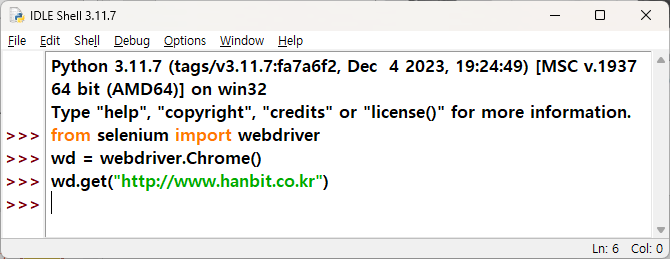 IDLE Shell 3.11.7
File Edit Shell Debug Options Window Help
Python 3.11.7 (tags/v3.11.7:fa7a6f2, Dec  4 2023, 19:24:49) [MSC v.1937
64 bit (AMD64)] on win32
Type "help", "copyright", "credits" or "license()" for more information.
>>> from selenium import webdriver
>>> wd = webdriver.Chrome()
>>> wd.get("http://www.hanbit.co.kr")
>>>
Ln: 6 Col: 0